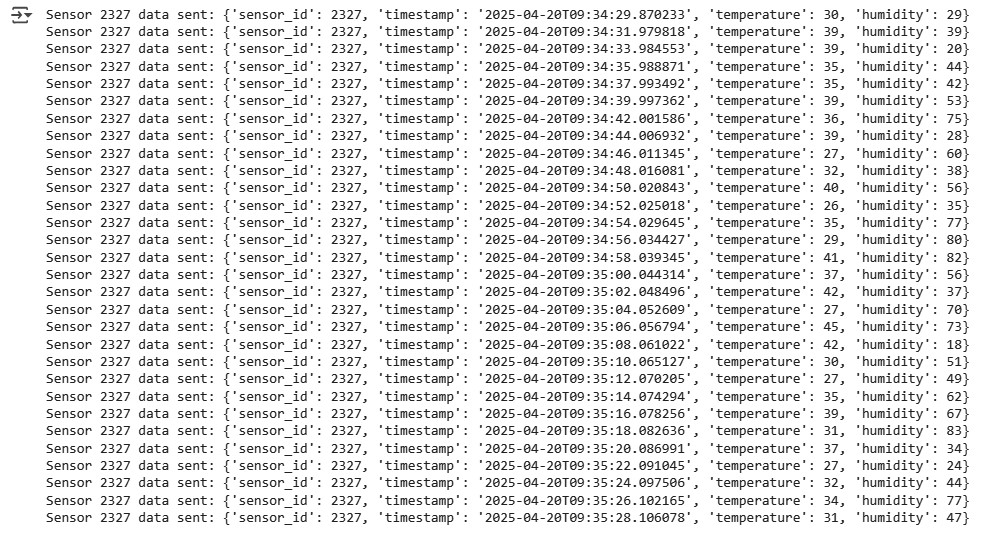 Sensor 2327 data sent: {'sensor_id': 2327, 'timestamp': '2025-04-20T09:34:29.870233', 'temperature': 30, 'humidity': 29}
Sensor 2327 data sent: {'sensor_id': 2327, 'timestamp': '2025-04-20T09:34:31.979818', 'temperature': 39, 'humidity': 39}
Sensor 2327 data sent: {'sensor_id': 2327, 'timestamp': '2025-04-20T09:34:33.984553', 'temperature': 39, 'humidity': 20}
Sensor 2327 data sent: {'sensor_id': 2327, 'timestamp': '2025-04-20T09:34:35.988871', 'temperature': 35, 'humidity': 44}
Sensor 2327 data sent: {'sensor_id': 2327, 'timestamp': '2025-04-20T09:34:37.993492', 'temperature': 35, 'humidity': 42}
Sensor 2327 data sent: {'sensor_id': 2327, 'timestamp': '2025-04-20T09:34:39.997362', 'temperature': 39, 'humidity': 53}
Sensor 2327 data sent: {'sensor_id': 2327, 'timestamp': '2025-04-20T09:34:42.001586', 'temperature': 36, 'humidity': 75}
Sensor 2327 data sent: {'sensor_id': 2327, 'timestamp': '2025-04-20T09:34:44.006932', 'temperature': 39, 'humidity': 28}
Sensor 2327 data sent: {'sensor_id': 2327, 'timestamp': '2025-04-20T09:34:46.011345', 'temperature': 27, 'humidity': 60}
Sensor 2327 data sent: {'sensor_id': 2327, 'timestamp': '2025-04-20T09:34:48.016081', 'temperature': 32, 'humidity': 38}
Sensor 2327 data sent: {'sensor_id': 2327, 'timestamp': '2025-04-20T09:34:50.020843', 'temperature': 40, 'humidity': 56}
Sensor 2327 data sent: {'sensor_id': 2327, 'timestamp': '2025-04-20T09:34:52.025018', 'temperature': 26, 'humidity': 35}
Sensor 2327 data sent: {'sensor_id': 2327, 'timestamp': '2025-04-20T09:34:54.029645', 'temperature': 35, 'humidity': 77}
Sensor 2327 data sent: {'sensor_id': 2327, 'timestamp': '2025-04-20T09:34:56.034427', 'temperature': 29, 'humidity': 80}
Sensor 2327 data sent: {'sensor_id': 2327, 'timestamp': '2025-04-20T09:34:58.039345', 'temperature': 41, 'humidity': 82}
Sensor 2327 data sent: {'sensor_id': 2327, 'timestamp': '2025-04-20T09:35:00.044314', 'temperature': 37, 'humidity': 56}
Sensor 2327 data sent: {'sensor_id': 2327, 'timestamp': '2025-04-20T09:35:02.048496', 'temperature': 42, 'humidity': 37}
Sensor 2327 data sent: {'sensor_id': 2327, 'timestamp': '2025-04-20T09:35:04.052609', 'temperature': 27, 'humidity': 70}
Sensor 2327 data sent: {'sensor_id': 2327, 'timestamp': '2025-04-20T09:35:06.056794', 'temperature': 45, 'humidity': 73}
Sensor 2327 data sent: {'sensor_id': 2327, 'timestamp': '2025-04-20T09:35:08.061022', 'temperature': 42, 'humidity': 18}
Sensor 2327 data sent: {'sensor_id': 2327, 'timestamp': '2025-04-20T09:35:10.065127', 'temperature': 30, 'humidity': 51}
Sensor 2327 data sent: {'sensor_id': 2327, 'timestamp': '2025-04-20T09:35:12.070205', 'temperature': 27, 'humidity': 49}
Sensor 2327 data sent: {'sensor_id': 2327, 'timestamp': '2025-04-20T09:35:14.074294', 'temperature': 35, 'humidity': 62}
Sensor 2327 data sent: {'sensor_id': 2327, 'timestamp': '2025-04-20T09:35:16.078256', 'temperature': 39, 'humidity': 67}
Sensor 2327 data sent: {'sensor_id': 2327, 'timestamp': '2025-04-20T09:35:18.082636', 'temperature': 31, 'humidity': 83}
Sensor 2327 data sent: {'sensor_id': 2327, 'timestamp': '2025-04-20T09:35:20.086991', 'temperature': 37, 'humidity': 34}
Sensor 2327 data sent: {'sensor_id': 2327, 'timestamp': '2025-04-20T09:35:22.091045', 'temperature': 27, 'humidity': 24}
Sensor 2327 data sent: {'sensor_id': 2327, 'timestamp': '2025-04-20T09:35:24.097506', 'temperature': 32, 'humidity': 44}
Sensor 2327 data sent: {'sensor_id': 2327, 'timestamp': '2025-04-20T09:35:26.102165', 'temperature': 34, 'humidity': 77}
Sensor 2327 data sent: {'sensor_id': 2327, 'timestamp': '2025-04-20T09:35:28.106078', 'temperature': 31, 'humidity': 47}